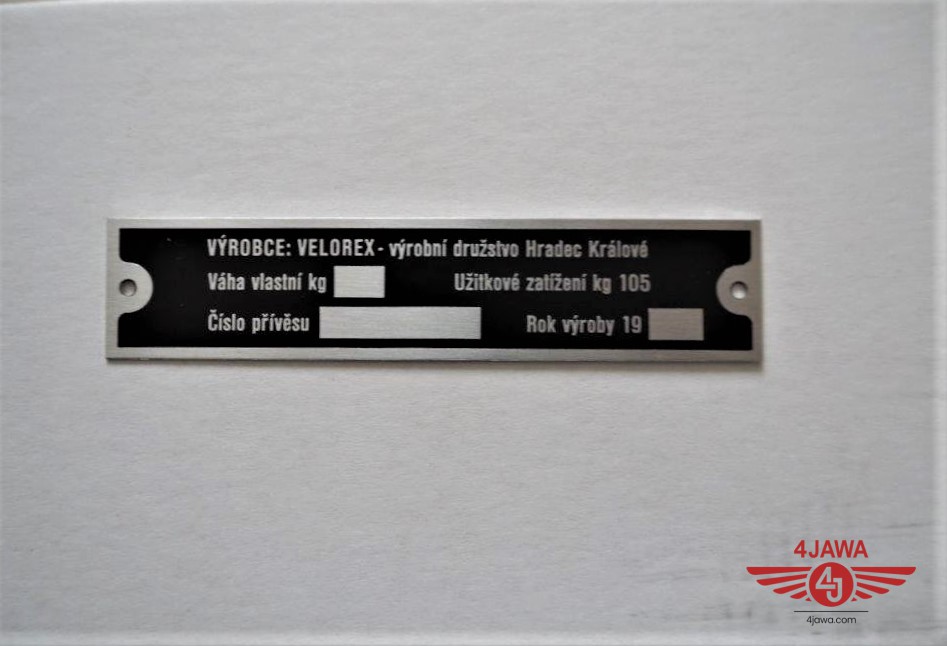 VÝROBCE: VELOREX - výrobní družstvo Hradec Králové
Váha vlastní kg Užitkové zatížení kg 105
Číslo přívěsu Rok výroby 19
4JAWA
4J
4jawa.com